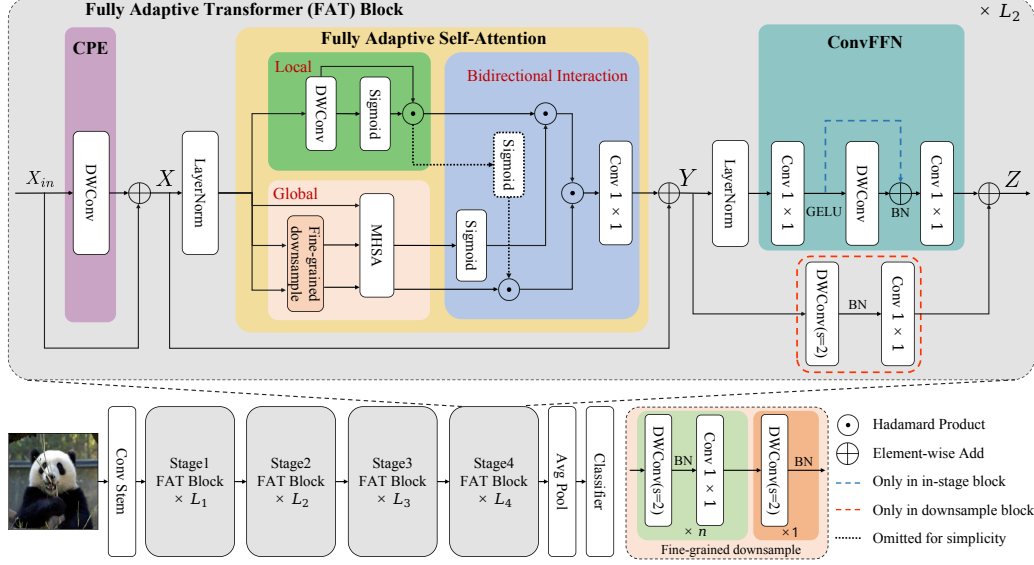 Fully Adaptive Transformer (FAT) Block
× L₂
CPE
Fully Adaptive Self-Attention
ConvFFN
Local
Bidirectional Interaction
DWConv
Sigmoid
Sigmoid
X_in
DWConv
X
LayerNorm
Global
Fine-grained
downsample
MHSA
Sigmoid
Conv 1 × 1
Y
LayerNorm
Conv 1 × 1
GELU
DWConv
BN
Conv 1 × 1
Z
DWConv(s=2)
BN
Conv 1 × 1
Conv Stem
Stage1
FAT Block
× L₁
Stage2
FAT Block
× L₂
Stage3
FAT Block
× L₃
Stage4
FAT Block
× L₄
Avg Pool
Classifier
DWConv(s=2)
BN
Conv 1 × 1
× n
DWConv(s=2)
BN
×1
Fine-grained downsample
Hadamard Product
Element-wise Add
Only in in-stage block
Only in downsample block
Omitted for simplicity